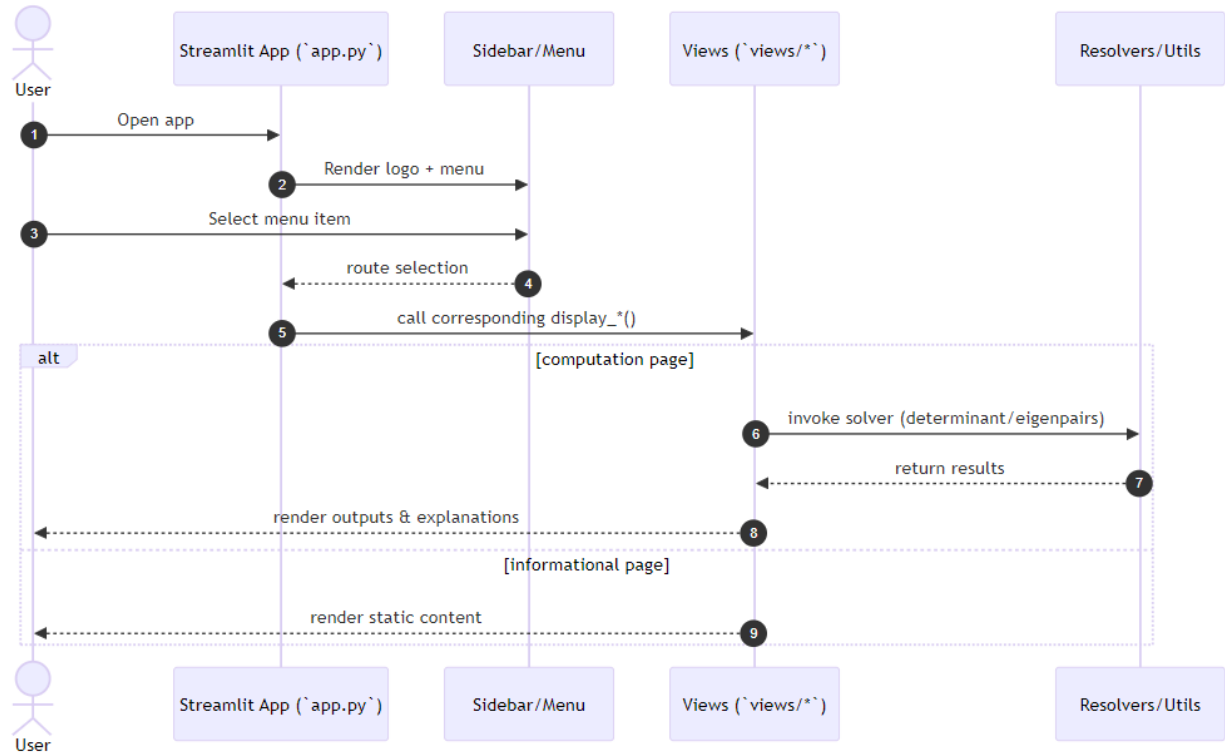 Streamlit App (`app.py`)
Sidebar/Menu
Views (`views/*`)
Resolvers/Utils
User
Open app
1
Render logo + menu
2
Select menu item
3
route selection
4
call corresponding display_*()
5
alt
[computation page]
invoke solver (determinant/eigenpairs)
6
return results
7
render outputs & explanations
8
[informational page]
render static content
9
Streamlit App (`app.py`)
Sidebar/Menu
Views (`views/*`)
Resolvers/Utils
User